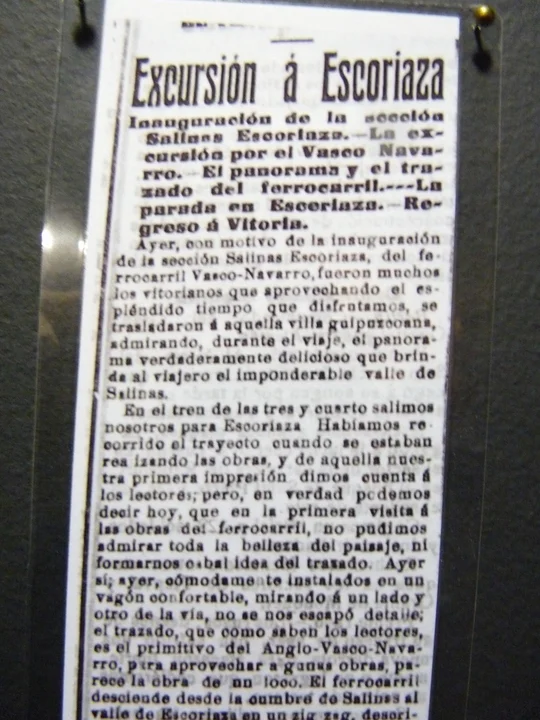 Excursión á Escoriaza
Inauguración de la sección
Salinas Escoriaza.—La ex-
cursión por el Vasco Nava-
rro.—El panorama y el tra-
zado del ferrocarril.---La
parada en Escoriaza.—Re-
greso á Vitoria.
Ayer, con motivo de la inauguración
de la sección Salinas Escoriaza, del fe-
rrocarril Vasco-Navarro, fueron muchos
los vitorianos que aprovechando el es-
pléndido tiempo que disfrutamos, se
trasladaron á aquella villa guipuzcoana,
admirando, durante el viaje, el panora-
ma verdaderamente delicioso que brin-
da al viajero el imponderable valle de
Salinas.
En el tren de las tres y cuarto salimos
nosotros para Escoriaza Habíamos re-
corrido el trayecto cuando se estaban
rea izando las obras, y de aquella nues-
tra primera impresión dimos cuenta á
los lectores; pero, en verdad podemos
decir hoy, que en la primera visita á
las obras del ferrocarril, no pudimos
admirar toda la belleza del paisaje, ni
formarnos cabal idea del trazado. Ayer
sí; ayer, cómodame te instalados en un
vagón confortable, mirando á un lado y
otro de la vía, no se nos escapó detalle;
el trazado, que como saben los lectores,
es el primitivo del Anglo-Vasco-Nava-
rro, para aprovechar a gunas obras, pa-
rece la obra de un loco. El ferrocarril
desciende desde la cumbre de Salinas al
valle de Escoriaza en un zig zag, descri-